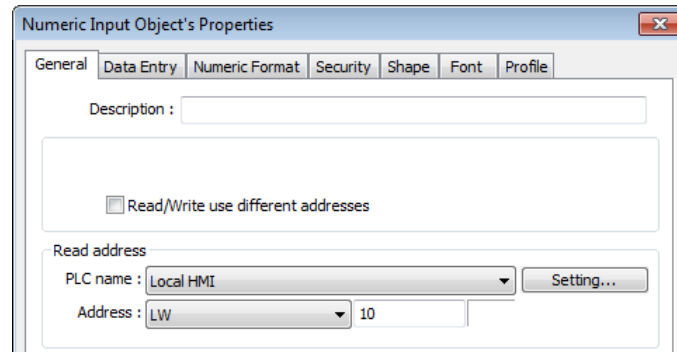 Numeric Input Object's Properties
General Data Entry Numeric Format Security Shape Font Profile
Description :
Read/Write use different addresses
Read address
PLC name : Local HMI Setting...
Address : LW 10